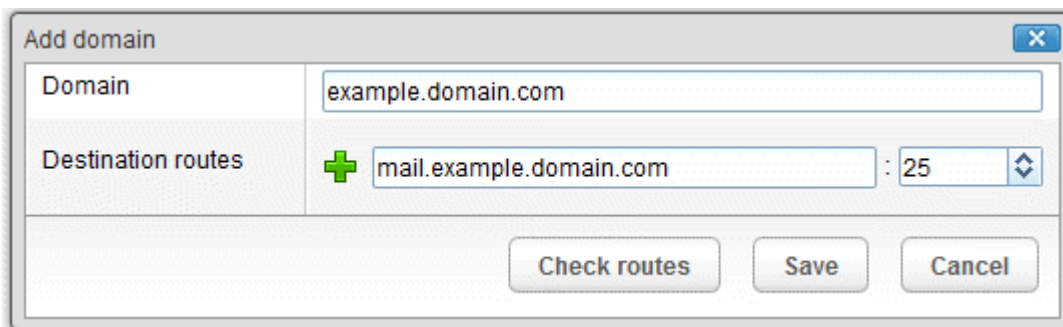 Add domain
Domain example.domain.com
Destination routes mail.example.domain.com : 25
Check routes Save Cancel